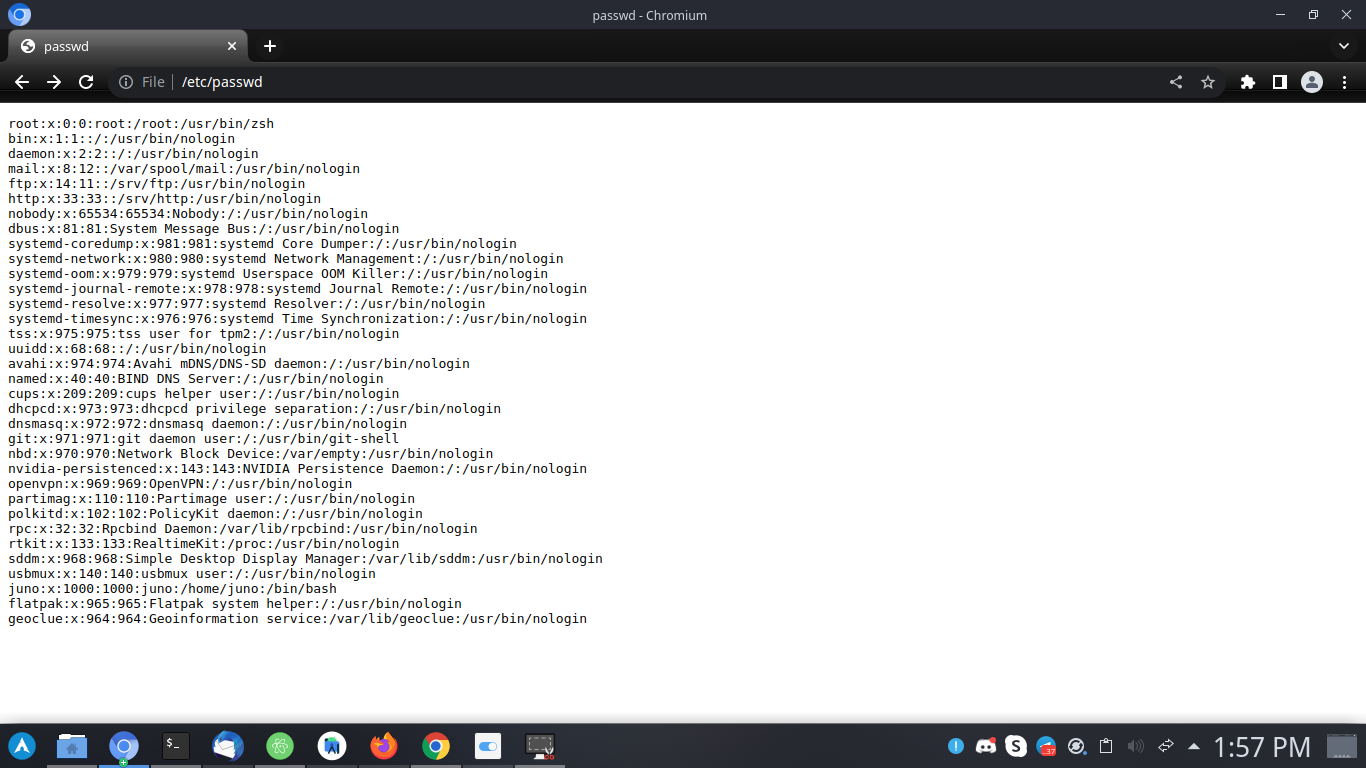 passwd - Chromium
passwd
File
/etc/passwd
root:x:0:0:root:/root:/usr/bin/zsh
bin:x:1:1::/:/usr/bin/nologin
daemon:x:2:2::/:/usr/bin/nologin
mail:x:8:12::/var/spool/mail:/usr/bin/nologin
ftp:x:14:11::/srv/ftp:/usr/bin/nologin
http:x:33:33::/srv/http:/usr/bin/nologin
nobody:x:65534:65534:Nobody:/:/usr/bin/nologin
dbus:x:81:81:System Message Bus:/:/usr/bin/nologin
systemd-coredump:x:981:981:systemd Core Dumper:/:/usr/bin/nologin
systemd-network:x:980:980:systemd Network Management:/:/usr/bin/nologin
systemd-oom:x:979:979:systemd Userspace OOM Killer:/:/usr/bin/nologin
systemd-journal-remote:x:978:978:systemd Journal Remote:/:/usr/bin/nologin
systemd-resolve:x:977:977:systemd Resolver:/:/usr/bin/nologin
systemd-timesync:x:976:976:systemd Time Synchronization:/:/usr/bin/nologin
tss:x:975:975:tss user for tpm2:/:/usr/bin/nologin
uuidd:x:68:68::/:/usr/bin/nologin
avahi:x:974:974:Avahi mDNS/DNS-SD daemon:/:/usr/bin/nologin
named:x:40:40:BIND DNS Server:/:/usr/bin/nologin
cups:x:209:209:cups helper user:/:/usr/bin/nologin
dhcpcd:x:973:973:dhcpcd privilege separation:/:/usr/bin/nologin
dnsmasq:x:972:972:dnsmasq daemon:/:/usr/bin/nologin
git:x:971:971:git daemon user:/:/usr/bin/git-shell
nbd:x:970:970:Network Block Device:/var/empty:/usr/bin/nologin
nvidia-persistenced:x:143:143:NVIDIA Persistence Daemon:/:/usr/bin/nologin
openvpn:x:969:969:OpenVPN:/:/usr/bin/nologin
partimag:x:110:110:Partimage user:/:/usr/bin/nologin
polkitd:x:102:102:PolicyKit daemon:/:/usr/bin/nologin
rpc:x:32:32:Rpcbind Daemon:/var/lib/rpcbind:/usr/bin/nologin
rtkit:x:133:133:RealtimeKit:/proc:/usr/bin/nologin
sddm:x:968:968:Simple Desktop Display Manager:/var/lib/sddm:/usr/bin/nologin
usbmux:x:140:140:usbmux user:/:/usr/bin/nologin
juno:x:1000:1000:juno:/home/juno:/bin/bash
flatpak:x:965:965:Flatpak system helper:/:/usr/bin/nologin
geoclue:x:964:964:Geoinformation service:/var/lib/geoclue:/usr/bin/nologin
$_
S
1:57 PM